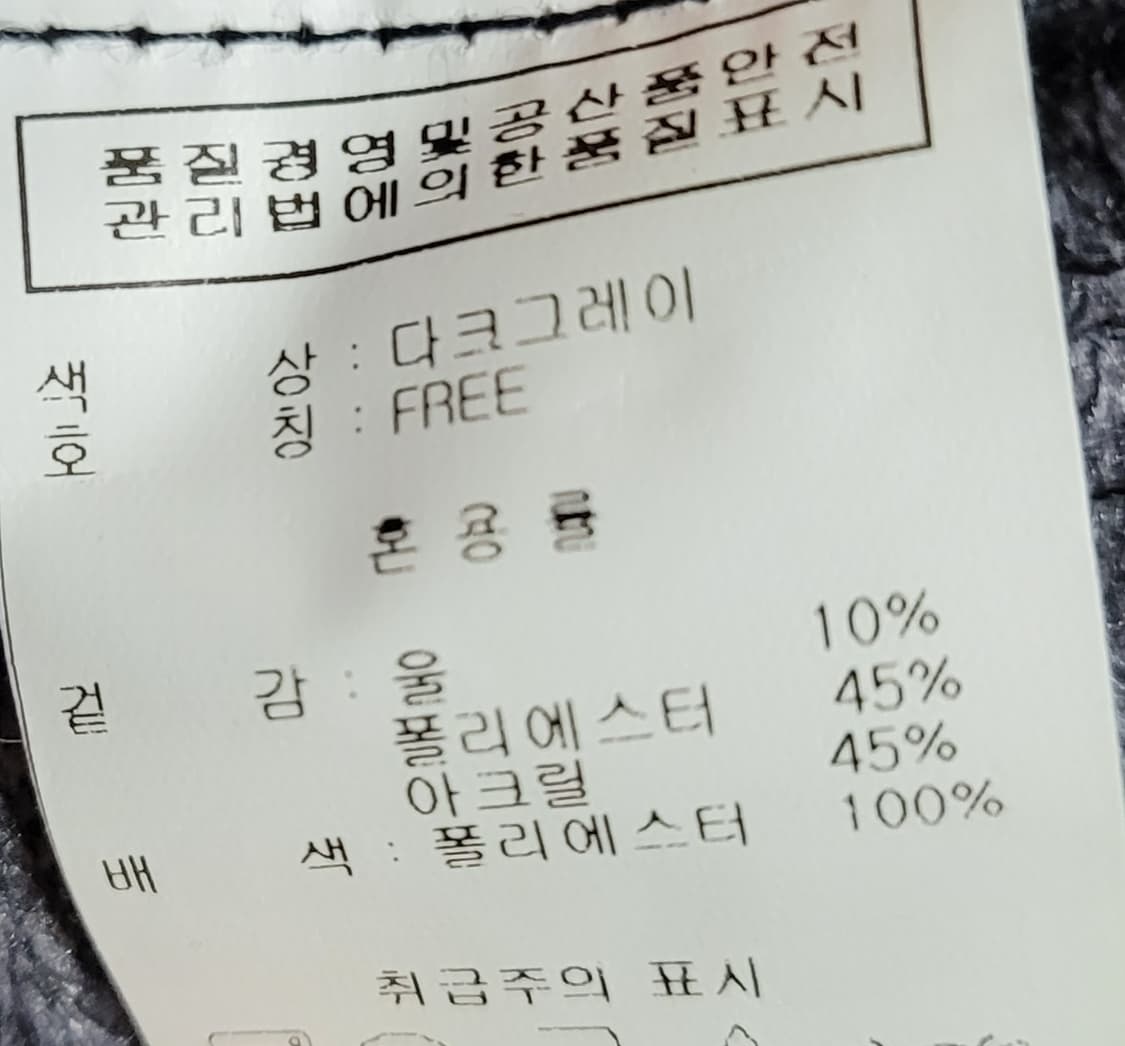 품질경영및공산품안전
관리법에의한품질표시
색 상 : 다크그레이
호 칭 : FREE
혼 용 률
겉 감 : 울 10%
폴리에스터 45%
아크릴 45%
배 색 : 폴리에스터 100%
취급주의 표시